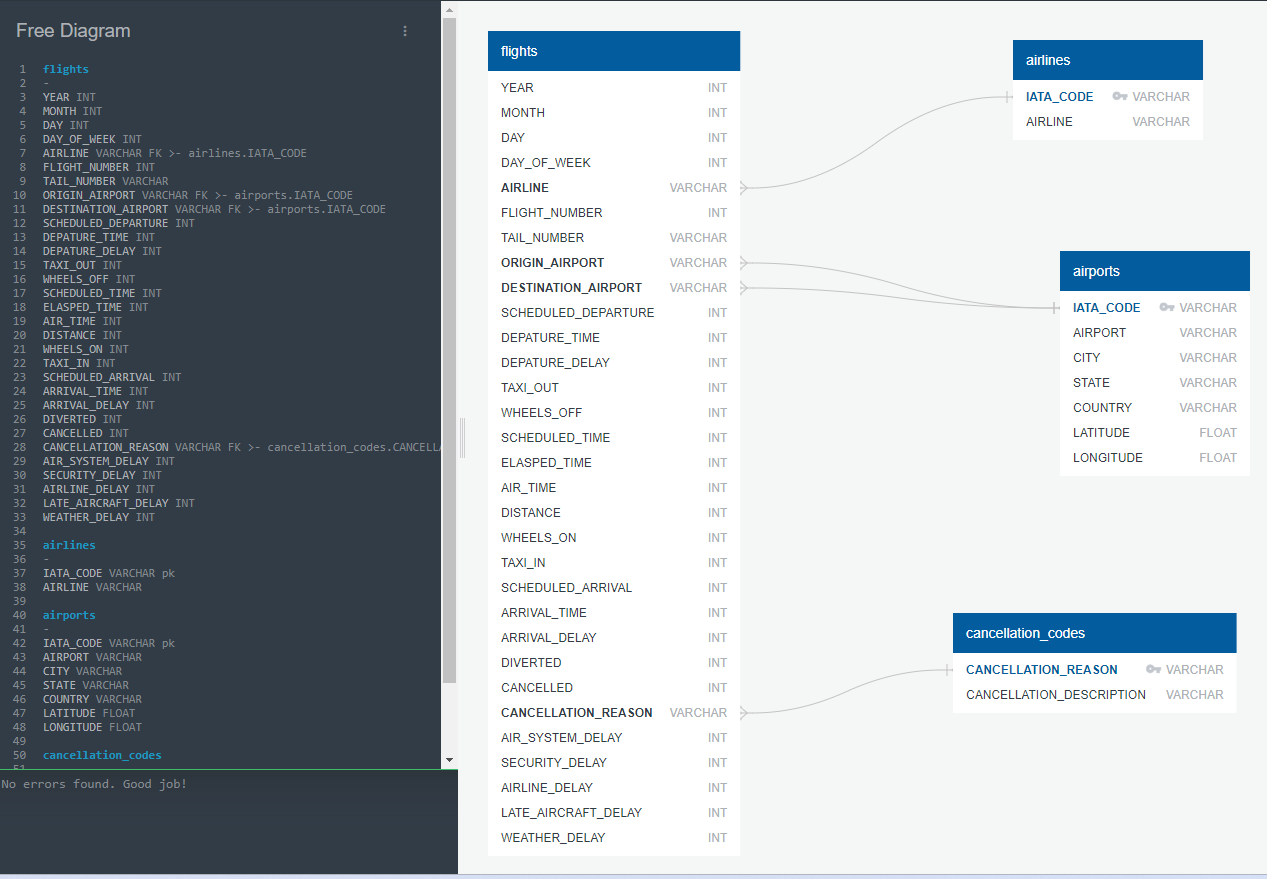 Free Diagram
1 flights
2 -
3 YEAR INT
4 MONTH INT
5 DAY INT
6 DAY_OF_WEEK INT
7 AIRLINE VARCHAR FK >- airlines.IATA_CODE
8 FLIGHT_NUMBER INT
9 TAIL_NUMBER VARCHAR
10 ORIGIN_AIRPORT VARCHAR FK >- airports.IATA_CODE
11 DESTINATION_AIRPORT VARCHAR FK >- airports.IATA_CODE
12 SCHEDULED_DEPARTURE INT
13 DEPATURE_TIME INT
14 DEPATURE_DELAY INT
15 TAXI_OUT INT
16 WHEELS_OFF INT
17 SCHEDULED_TIME INT
18 ELASPED_TIME INT
19 AIR_TIME INT
20 DISTANCE INT
21 WHEELS_ON INT
22 TAXI_IN INT
23 SCHEDULED_ARRIVAL INT
24 ARRIVAL_TIME INT
25 ARRIVAL_DELAY INT
26 DIVERTED INT
27 CANCELLED INT
28 CANCELLATION_REASON VARCHAR FK >- cancellation_codes.CANCELLA
29 AIR_SYSTEM_DELAY INT
30 SECURITY_DELAY INT
31 AIRLINE_DELAY INT
32 LATE_AIRCRAFT_DELAY INT
33 WEATHER_DELAY INT
34
35 airlines
36 -
37 IATA_CODE VARCHAR pk
38 AIRLINE VARCHAR
39
40 airports
41 -
42 IATA_CODE VARCHAR pk
43 AIRPORT VARCHAR
44 CITY VARCHAR
45 STATE VARCHAR
46 COUNTRY VARCHAR
47 LATITUDE FLOAT
48 LONGITUDE FLOAT
49
50 cancellation_codes
51
No errors found. Good job!
flights
YEAR INT
MONTH INT
DAY INT
DAY_OF_WEEK INT
AIRLINE VARCHAR
FLIGHT_NUMBER INT
TAIL_NUMBER VARCHAR
ORIGIN_AIRPORT VARCHAR
DESTINATION_AIRPORT VARCHAR
SCHEDULED_DEPARTURE INT
DEPATURE_TIME INT
DEPATURE_DELAY INT
TAXI_OUT INT
WHEELS_OFF INT
SCHEDULED_TIME INT
ELASPED_TIME INT
AIR_TIME INT
DISTANCE INT
WHEELS_ON INT
TAXI_IN INT
SCHEDULED_ARRIVAL INT
ARRIVAL_TIME INT
ARRIVAL_DELAY INT
DIVERTED INT
CANCELLED INT
CANCELLATION_REASON VARCHAR
AIR_SYSTEM_DELAY INT
SECURITY_DELAY INT
AIRLINE_DELAY INT
LATE_AIRCRAFT_DELAY INT
WEATHER_DELAY INT
airlines
IATA_CODE VARCHAR
AIRLINE VARCHAR
airports
IATA_CODE VARCHAR
AIRPORT VARCHAR
CITY VARCHAR
STATE VARCHAR
COUNTRY VARCHAR
LATITUDE FLOAT
LONGITUDE FLOAT
cancellation_codes
CANCELLATION_REASON VARCHAR
CANCELLATION_DESCRIPTION VARCHAR